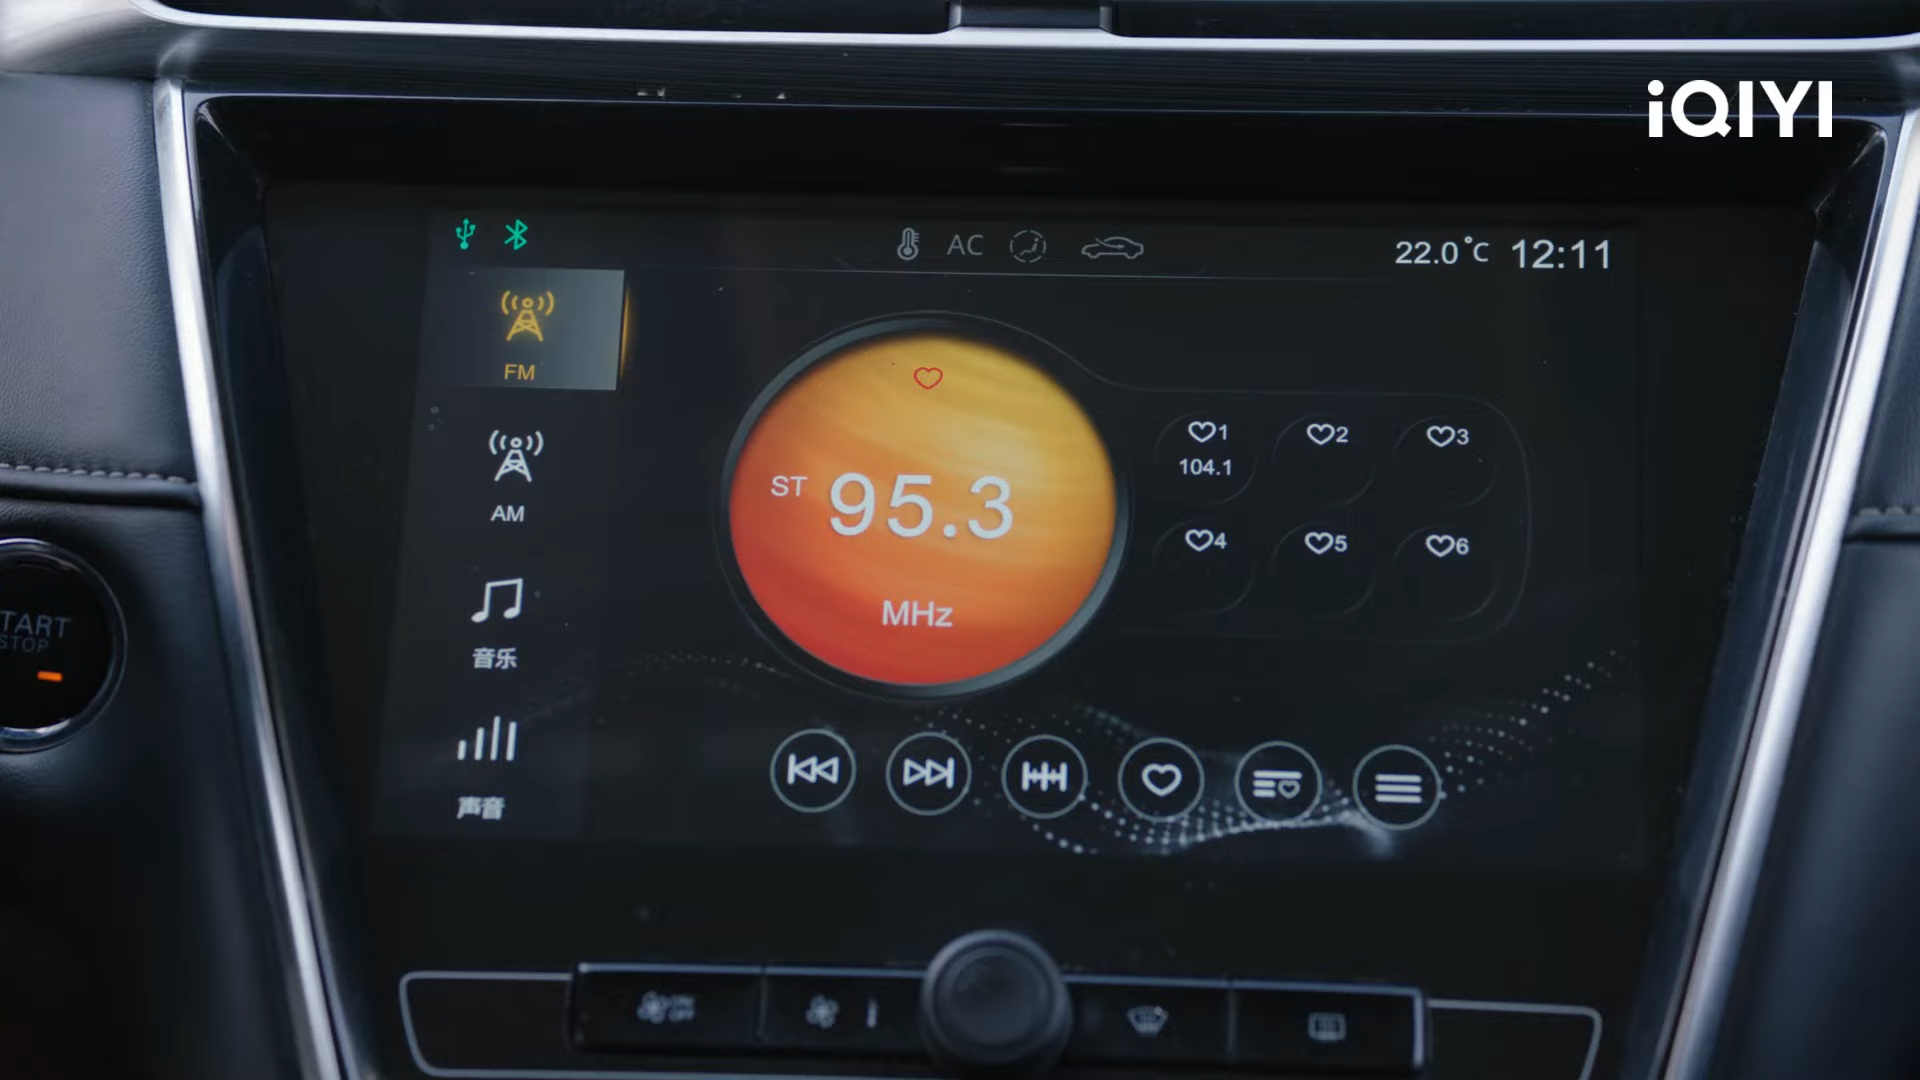 iQIYI
AC
22.0°C 12:11
FM
AM
音乐
声音
ST 95.3
MHz
1
104.1
2
3
4
5
6
START
STOP